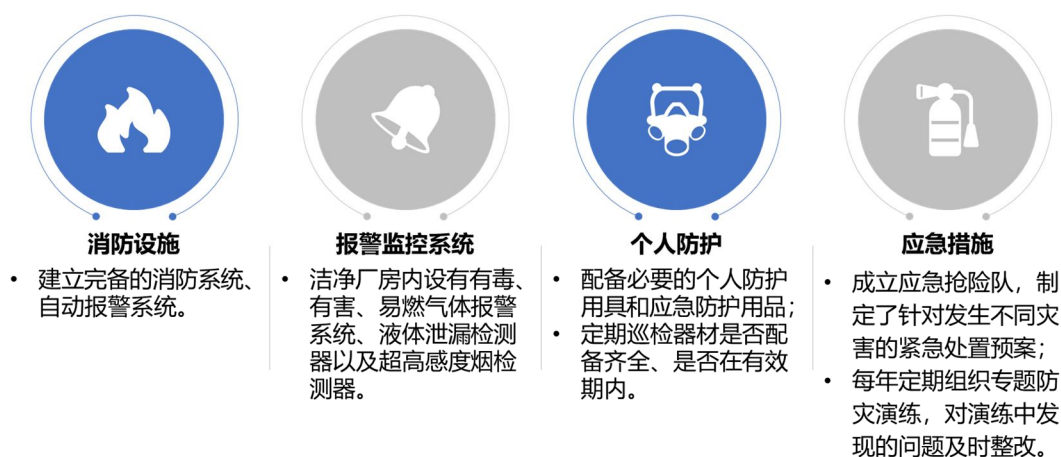 消防设施
• 建立完备的消防系统、
自动报警系统。
报警监控系统
• 洁净厂房内设有有毒、
有害、易燃气体报警
系统、液体泄漏检测
器以及超高感度烟检
测器。
个人防护
• 配备必要的个人防护
用具和应急防护用品；
• 定期巡检器材是否配
备齐全、是否在有效
期内。
应急措施
• 成立应急抢险队，制
定了针对发生不同灾
害的紧急处置预案；
• 每年定期组织专题防
灾演练，对演练中发
现的问题及时整改。